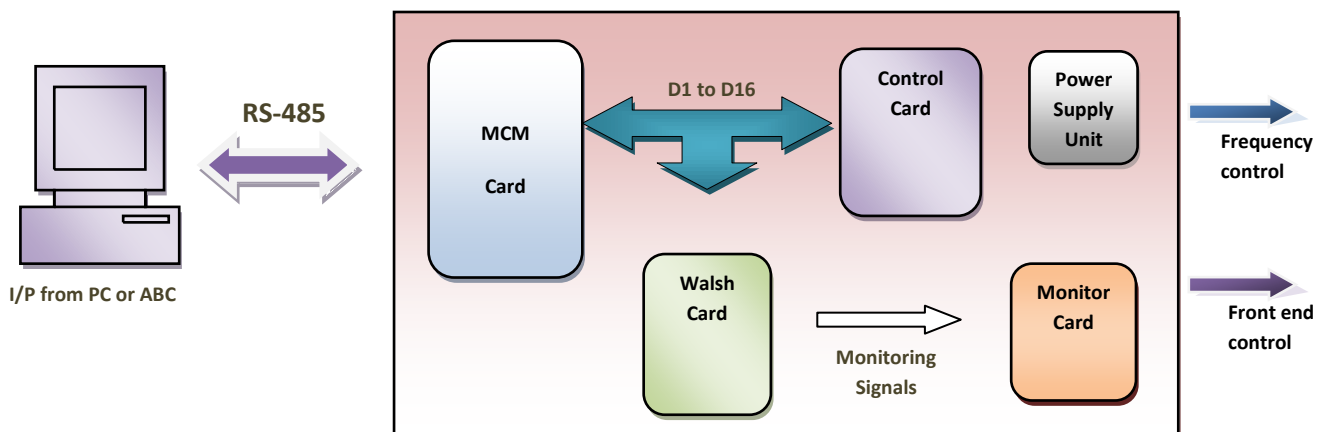 RS-485
I/P from PC or ABC
MCM
Card
D1 to D16
Control
Card
Power
Supply
Unit
Walsh
Card
Monitoring
Signals
Monitor
Card
Frequency
control
Front end
control